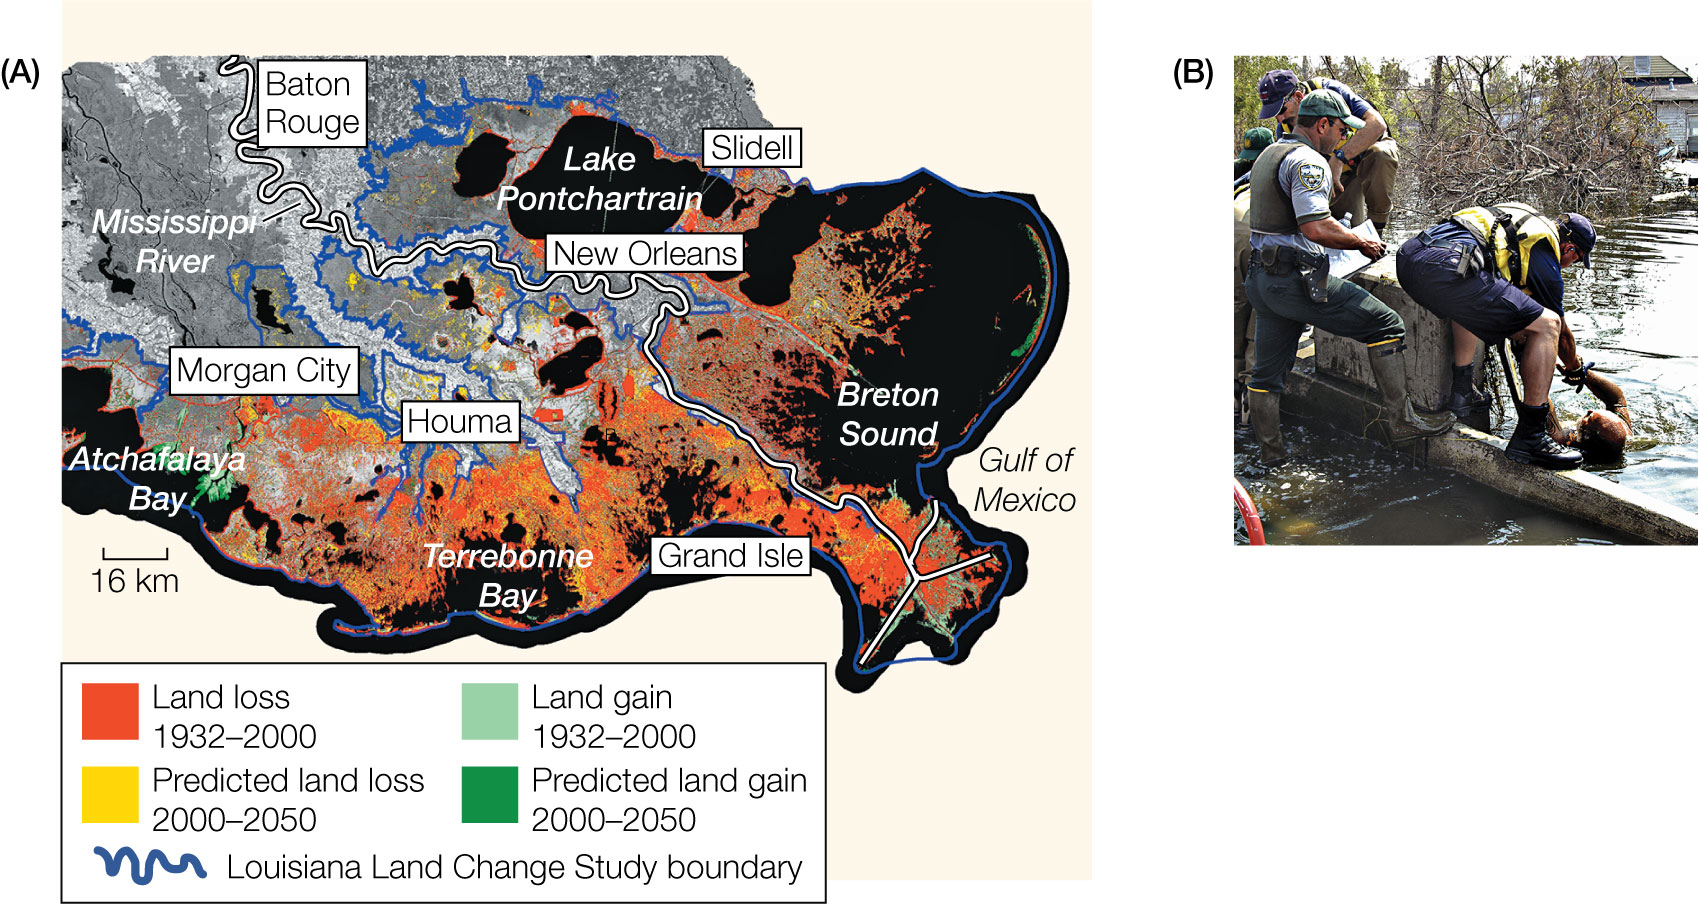 (A)
Baton
Rouge
Slidell
Lake
Pontchartrain
Mississippi
River
New Orleans
Morgan City
Houma
Breton
Sound
Atchafalaya
Bay
Gulf of
Mexico
Terrebonne
Bay
Grand Isle
16 km
Land loss
1932–2000
Land gain
1932–2000
Predicted land loss
2000–2050
Predicted land gain
2000–2050
Louisiana Land Change Study boundary
(B)